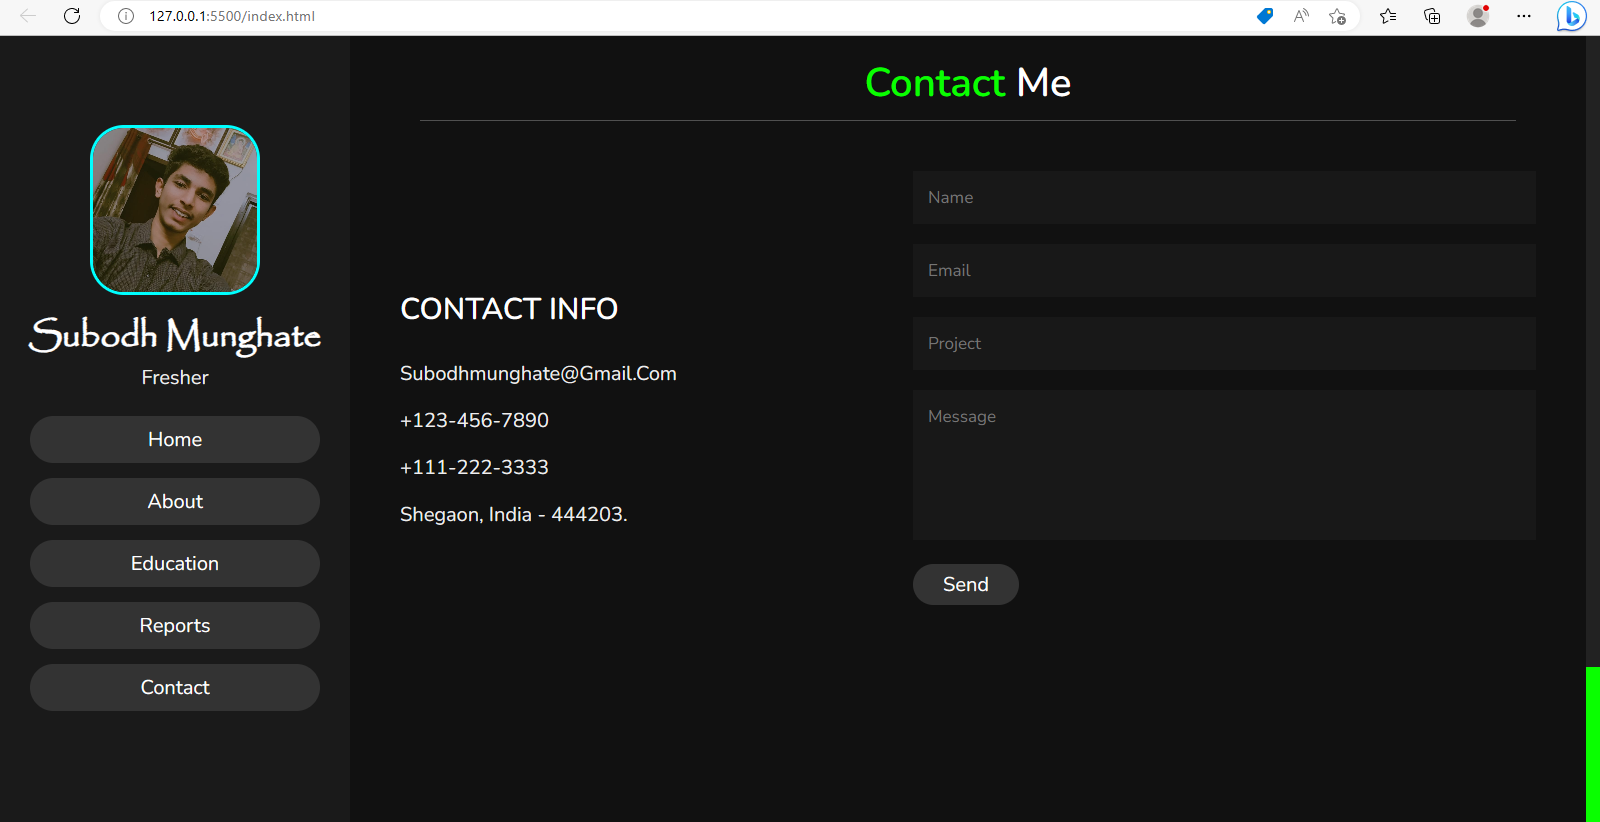 127.0.0.1:5500/index.html
Contact Me
Subodh Munghate
Fresher
Home
About
Education
Reports
Contact
CONTACT INFO
Subodhmunghate@Gmail.Com
+123-456-7890
+111-222-3333
Shegaon, India - 444203.
Name
Email
Project
Message
Send